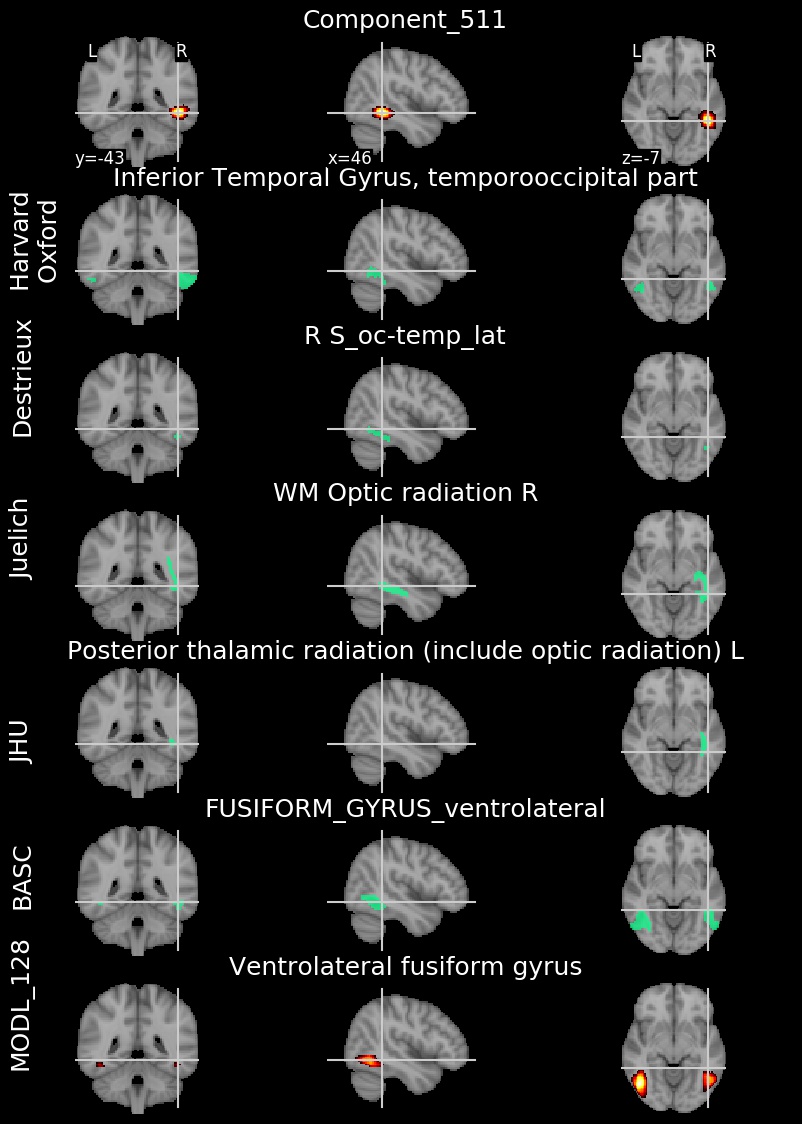 Component_511
L R
L R
y=-43 x=46 z=-7
Inferior Temporal Gyrus, temporooccipital part
Harvard
Oxford
R S_oc-temp_lat
Destrieux
WM Optic radiation R
Juelich
Posterior thalamic radiation (include optic radiation) L
JHU
FUSIFORM_GYRUS_ventrolateral
BASC
Ventrolateral fusiform gyrus
MODL_128